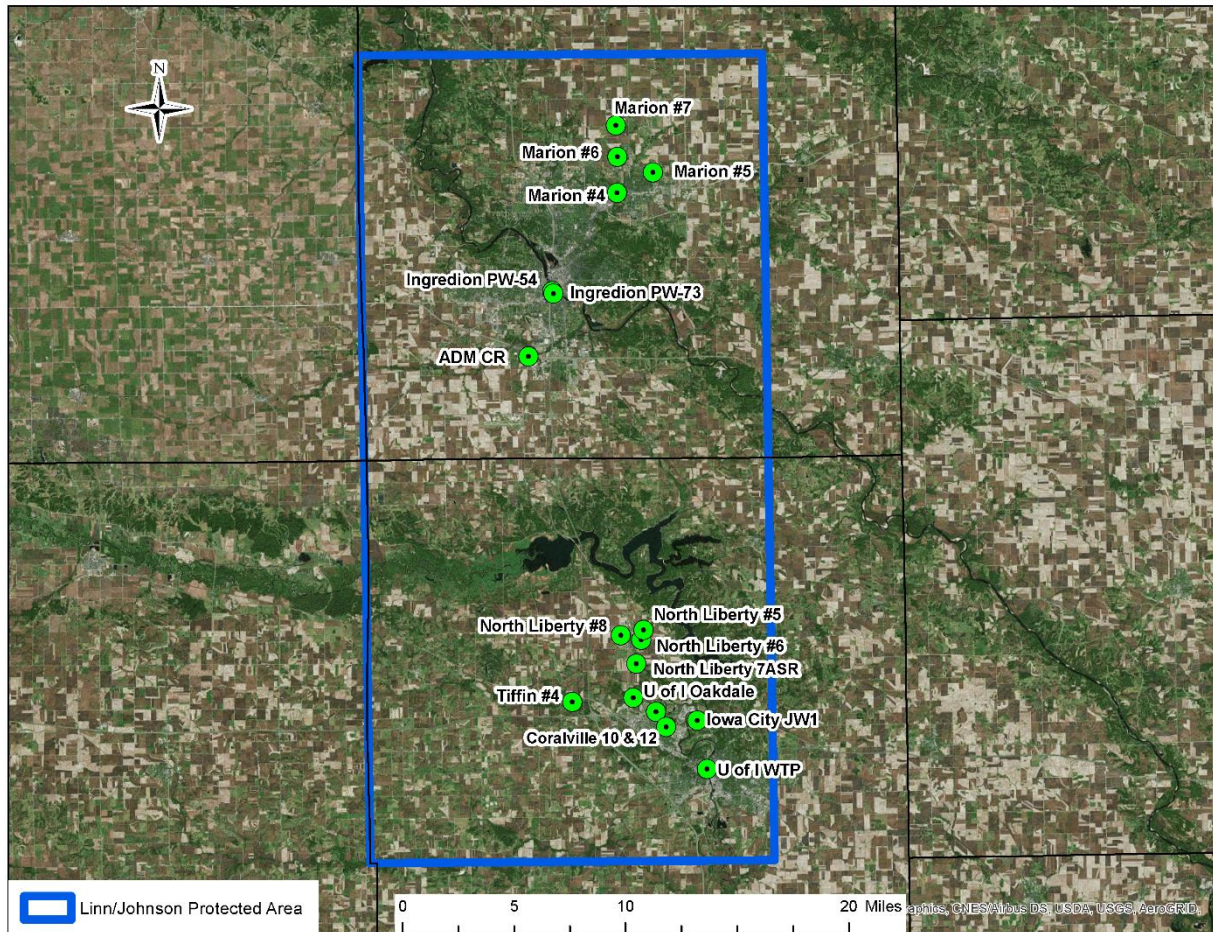 N
Marion #7
Marion #6
Marion #5
Marion #4
Ingredion PW-54
Ingredion PW-73
ADM CR
North Liberty #5
North Liberty #8
North Liberty #6
North Liberty 7ASR
U of I Oakdale
Tiffin #4
Iowa City JW1
Coralville 10 & 12
U of I WTP
Linn/Johnson Protected Area
0 5 10 20 Miles
CNES/Airbus DS, USDA, USGS, AeroGRID,